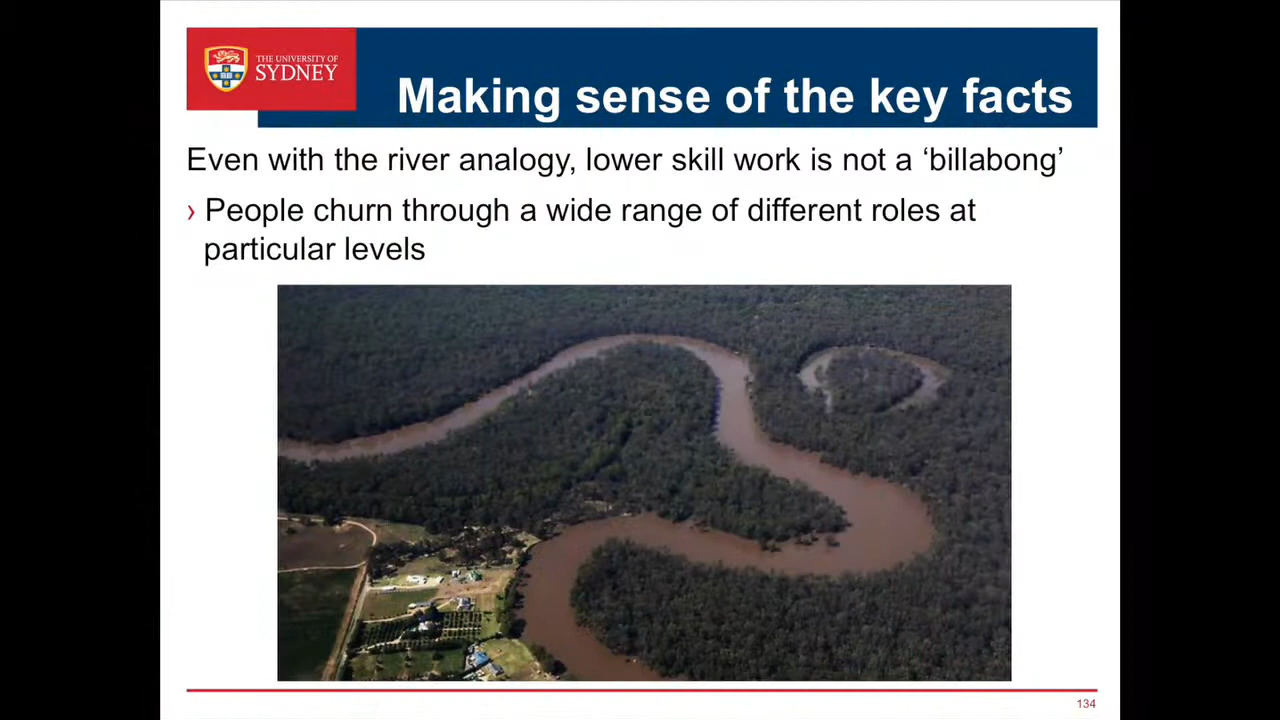 THE UNIVERSITY OF
SYDNEY
Making sense of the key facts
Even with the river analogy, lower skill work is not a ‘billabong’
› People churn through a wide range of different roles at
particular levels
134